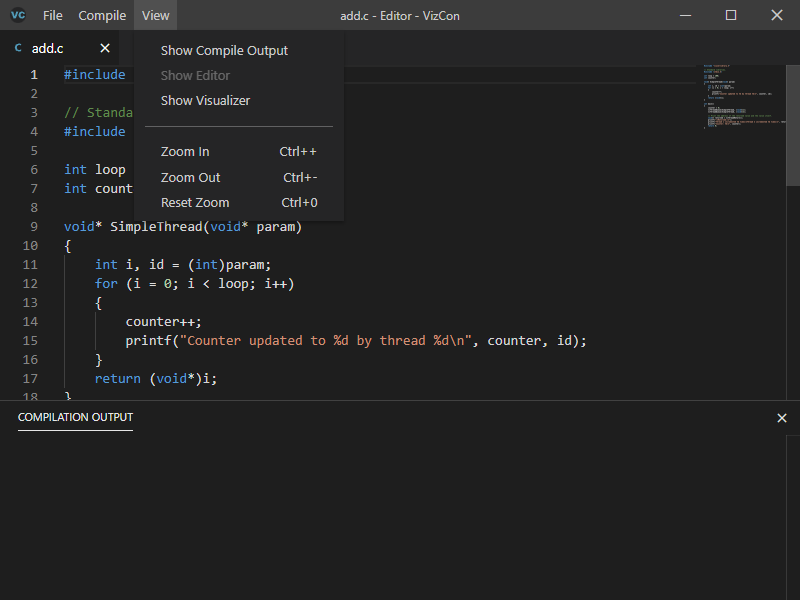 VC File Compile View add.c - Editor - VizCon
C add.c
Show Compile Output
Show Editor
Show Visualizer
Zoom In Ctrl++
Zoom Out Ctrl+-
Reset Zoom Ctrl+0
1 #include
2
3 // Standa
4 #include
5
6 int loop
7 int count
8
9 void* SimpleThread(void* param)
10 {
11 int i, id = (int)param;
12 for (i = 0; i < loop; i++)
13 {
14 counter++;
15 printf("Counter updated to %d by thread %d\n", counter, id);
16 }
17 return (void*)i;
18 }
COMPILATION OUTPUT